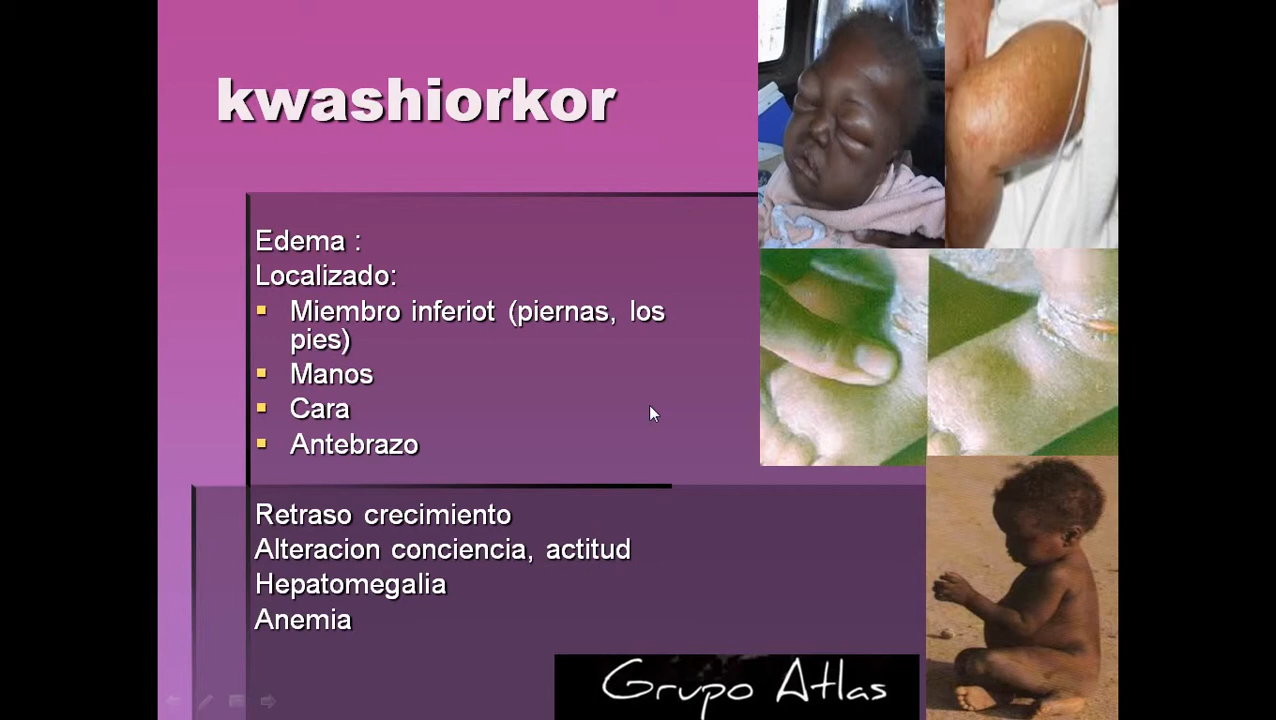 kwashiorkor
Edema :
Localizado:
Miembro inferiot (piernas, los
pies)
Manos
Cara
Antebrazo
Retraso crecimiento
Alteracion conciencia, actitud
Hepatomegalia
Anemia
Grupo Atlas